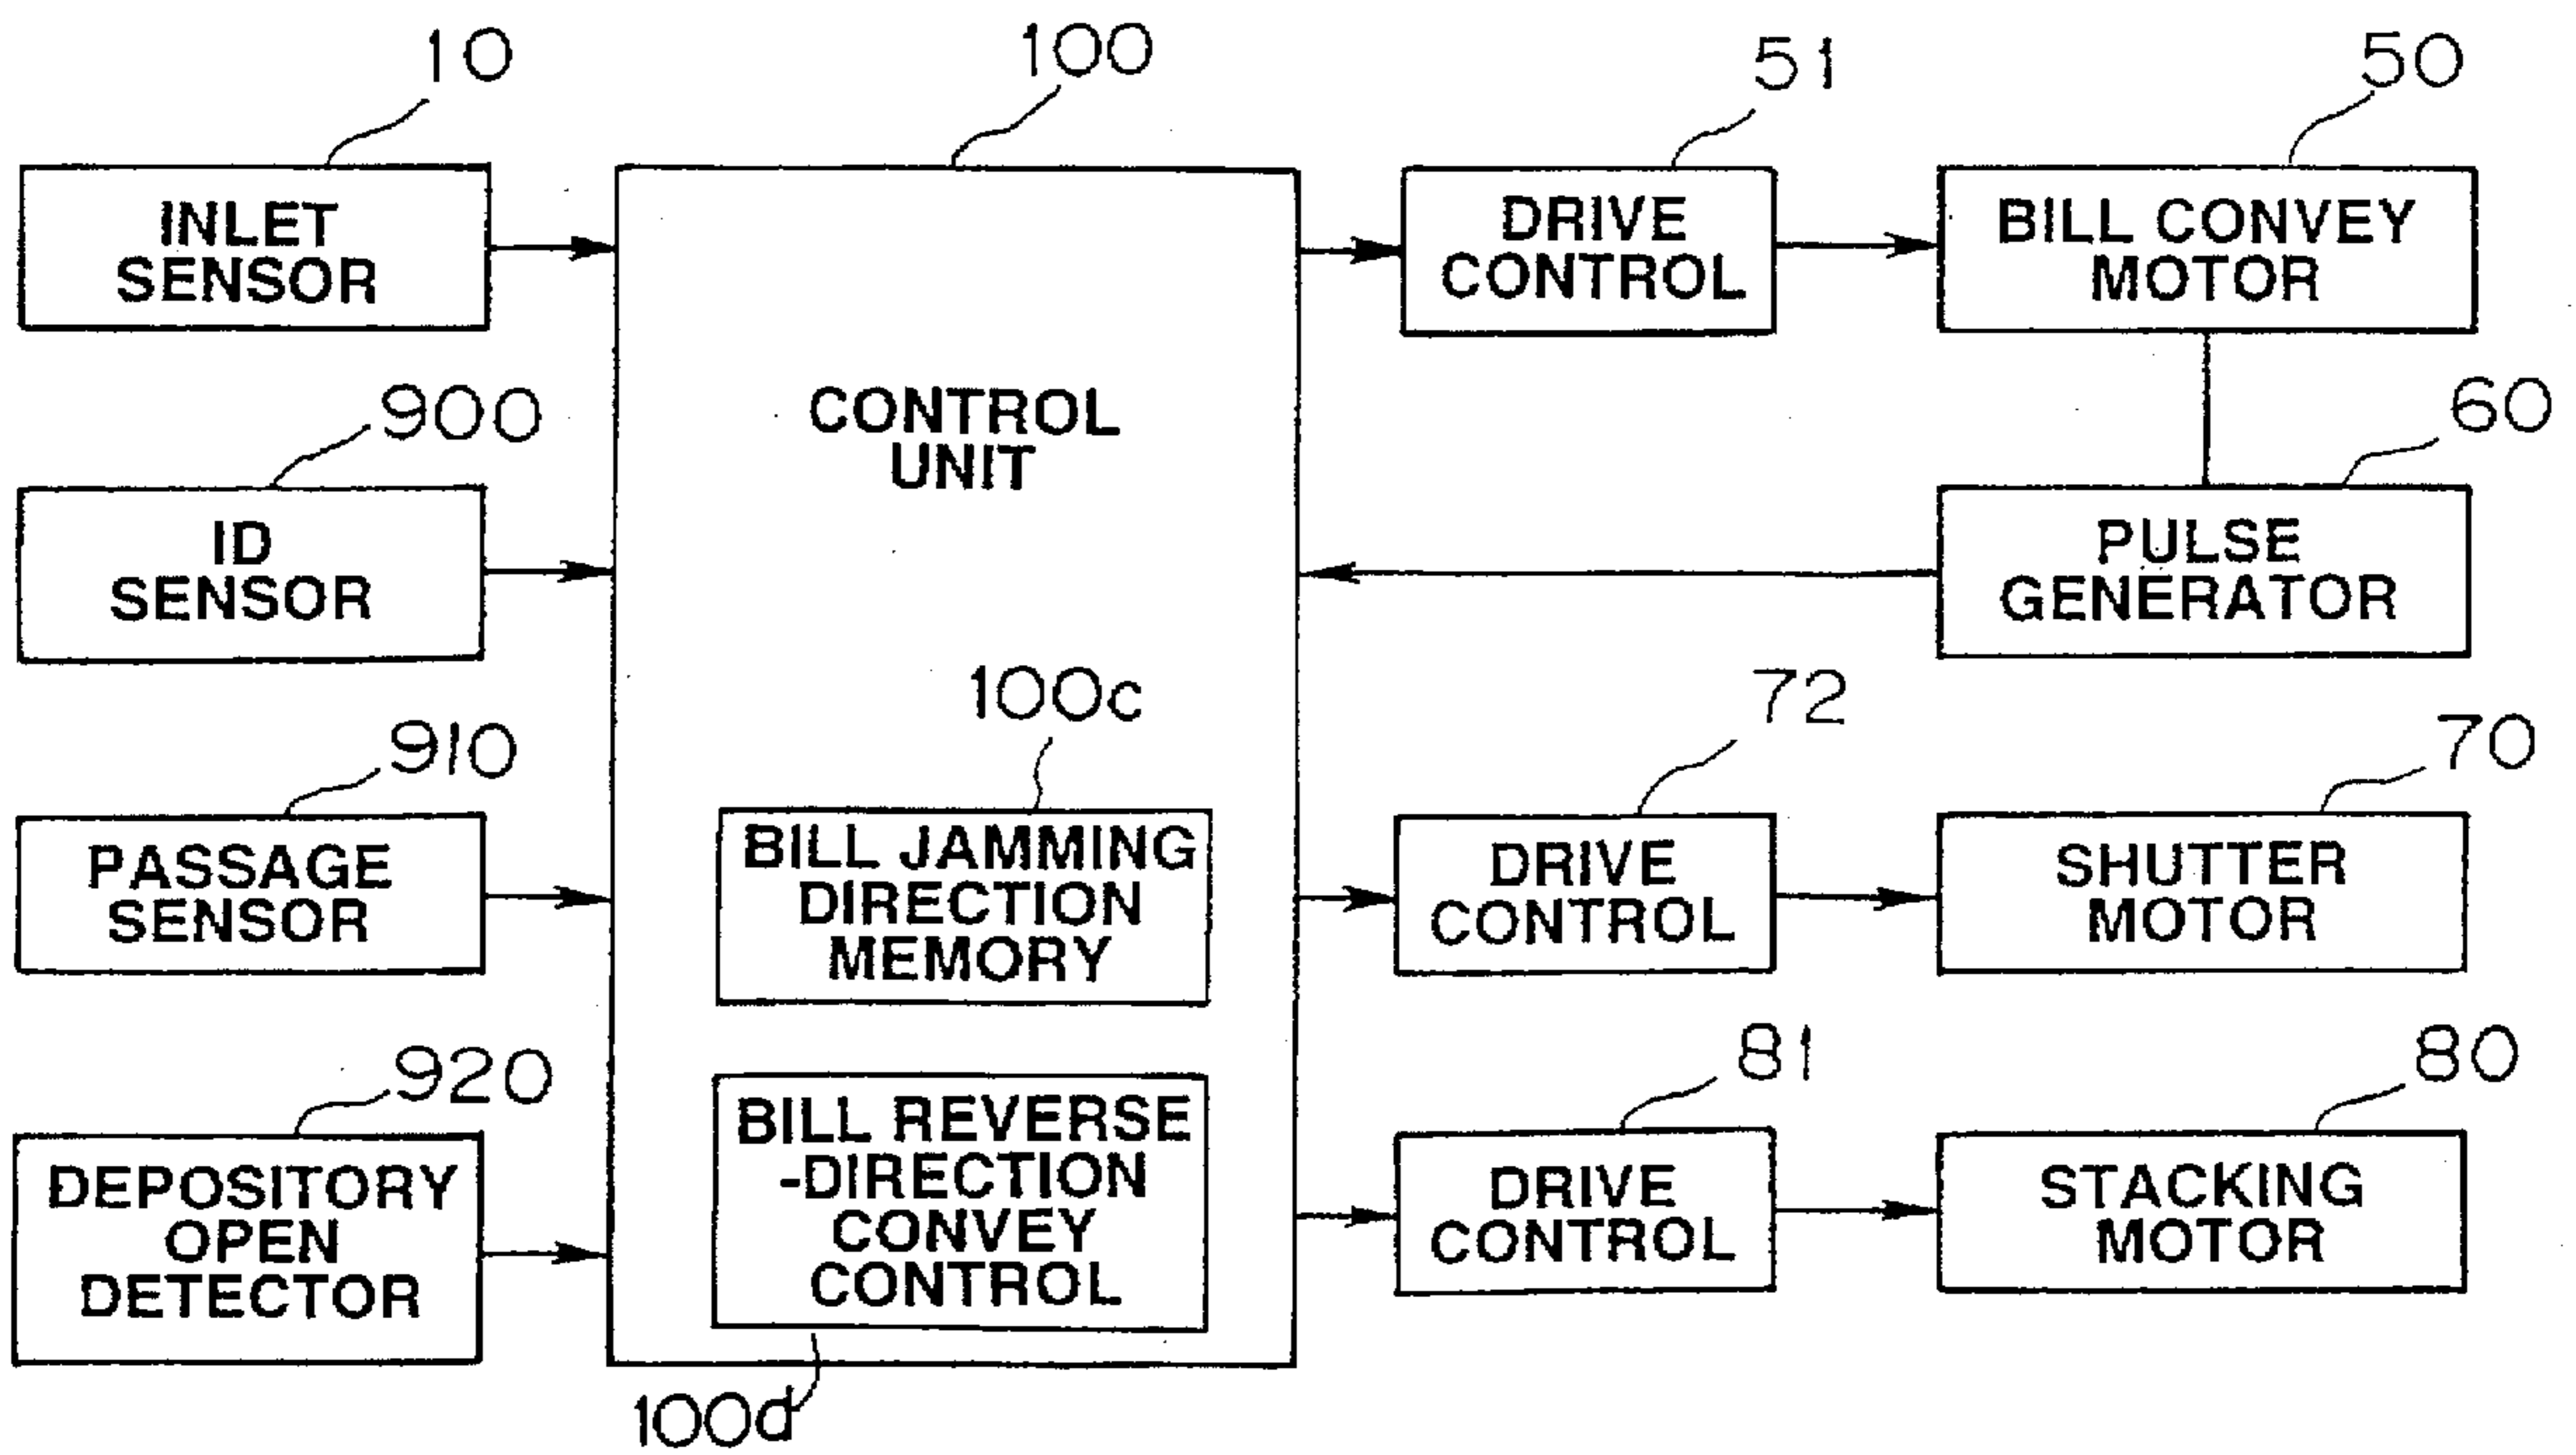 10
100
51
50
INLET
SENSOR
DRIVE
CONTROL
BILL CONVEY
MOTOR
900
CONTROL
UNIT
60
ID
SENSOR
PULSE
GENERATOR
910
100c
72
70
PASSAGE
SENSOR
BILL JAMMING
DIRECTION
MEMORY
DRIVE
CONTROL
SHUTTER
MOTOR
920
81
80
DEPOSITORY
OPEN
DETECTOR
BILL REVERSE
-DIRECTION
CONVEY
CONTROL
DRIVE
CONTROL
STACKING
MOTOR
100d